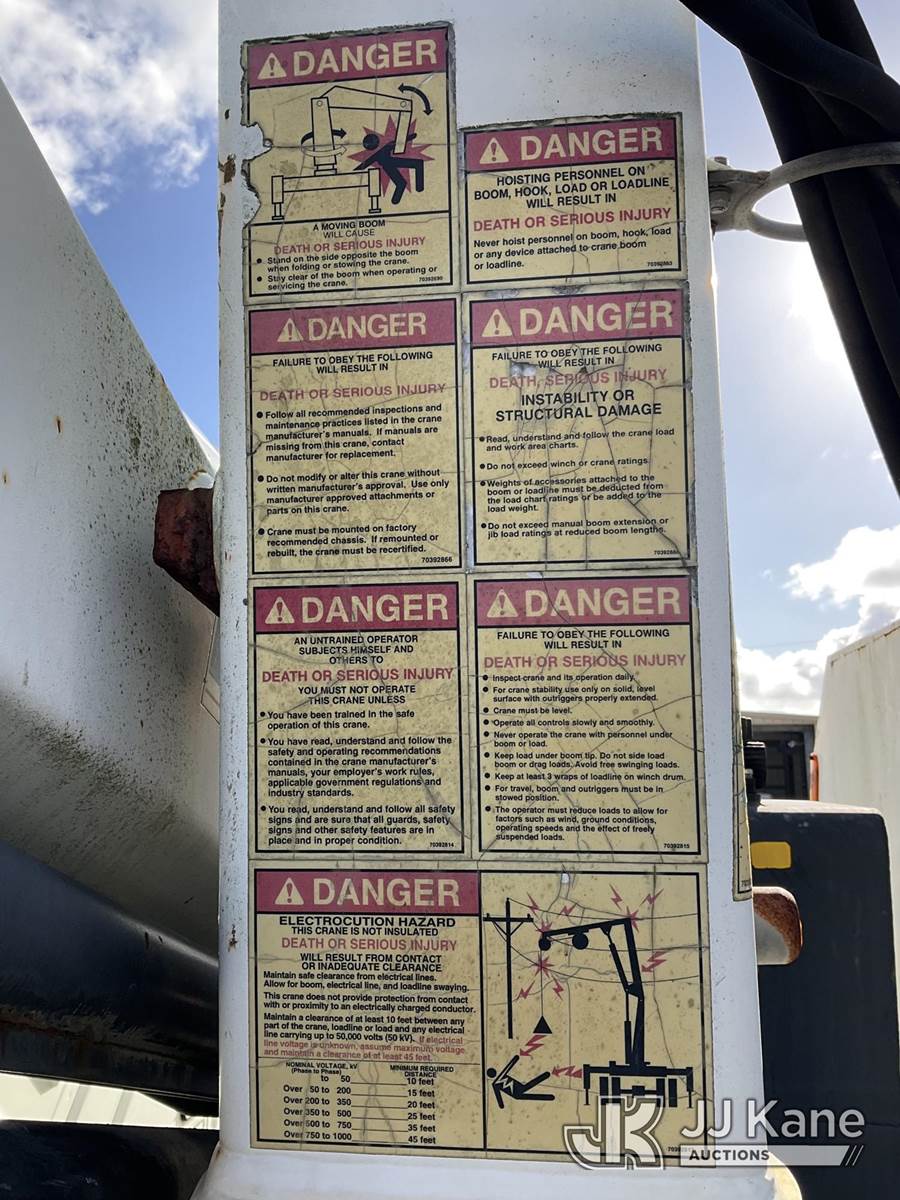 DANGER
A MOVING BOOM
WILL CAUSE
DEATH OR SERIOUS INJURY
● Stand on the side opposite the boom
when folding or stowing the crane.
● Stay clear of the boom when operating or
servicing the crane.
70392690
DANGER
HOISTING PERSONNEL ON
BOOM, HOOK, LOAD OR LOADLINE
WILL RESULT IN
DEATH OR SERIOUS INJURY
Never hoist personnel on boom, hook, load
or any device attached to crane boom
or loadline.
70392863
DANGER
FAILURE TO OBEY THE FOLLOWING
WILL RESULT IN
DEATH OR SERIOUS INJURY
● Follow all recommended inspections and
maintenance practices listed in the crane
manufacturer's manuals. If manuals are
missing from this crane, contact
manufacturer for replacement.
● Do not modify or alter this crane without
written manufacturer's approval. Use only
manufacturer approved attachments or
parts on this crane.
● Crane must be mounted on factory
recommended chassis. If remounted or
rebuilt, the crane must be recertified.
70392866
DANGER
FAILURE TO OBEY THE FOLLOWING
WILL RESULT IN
DEATH, SERIOUS INJURY
INSTABILITY OR
STRUCTURAL DAMAGE
● Read, understand and follow the crane load
and work area charts.
● Do not exceed winch or crane ratings
● Weights of accessories attached to the
boom or loadline must be deducted from
the load chart ratings or be added to the
load weight.
● Do not exceed manual boom extension or
jib load ratings at reduced boom lengths.
DANGER
AN UNTRAINED OPERATOR
SUBJECTS HIMSELF AND
OTHERS TO
DEATH OR SERIOUS INJURY
YOU MUST NOT OPERATE
THIS CRANE UNLESS
● You have been trained in the safe
operation of this crane.
● You have read, understand and follow the
safety and operating recommendations
contained in the crane manufacturer's
manuals, your employer's work rules,
applicable government regulations and
industry standards.
● You read, understand and follow all safety
signs and are sure that all guards, safety
signs and other safety features are in
place and in proper condition.
70392814
DANGER
FAILURE TO OBEY THE FOLLOWING
WILL RESULT IN
DEATH OR SERIOUS INJURY
● Inspect crane and its operation daily
● For crane stability use only on solid, level
surface with outriggers properly extended.
● Crane must be level.
● Operate all controls slowly and smoothly.
● Never operate the crane with personnel under
boom or load.
● Keep load under boom tip. Do not side load
boom or drag loads. Avoid free swinging loads.
● Keep at least 3 wraps of loadline on winch drum.
● For travel, boom and outriggers must be in
stowed position.
● The operator must reduce loads to allow for
factors such as wind, ground conditions,
operating speeds and the effect of freely
suspended loads.
70392815
DANGER
ELECTROCUTION HAZARD
THIS CRANE IS NOT INSULATED
DEATH OR SERIOUS INJURY
WILL RESULT FROM CONTACT
OR INADEQUATE CLEARANCE
Maintain safe clearance from electrical lines.
Allow for boom, electrical line, and loadline swaying.
This crane does not provide protection from contact
with or proximity to an electrically charged conductor.
Maintain a clearance of at least 10 feet between any
part of the crane, loadline or load and any electrical
line carrying up to 50,000 volts (50 kV). If electrical
line voltage is unknown, assume maximum voltage
and maintain a clearance of at least 45 feet.
NOMINAL VOLTAGE, kV MINIMUM REQUIRED
(Phase to Phase) DISTANCE
to 50 10 feet
Over 50 to 200 15 feet
Over 200 to 350 20 feet
Over 350 to 500 25 feet
Over 500 to 750 35 feet
Over 750 to 1000 45 feet
JK JJ Kane
AUCTIONS